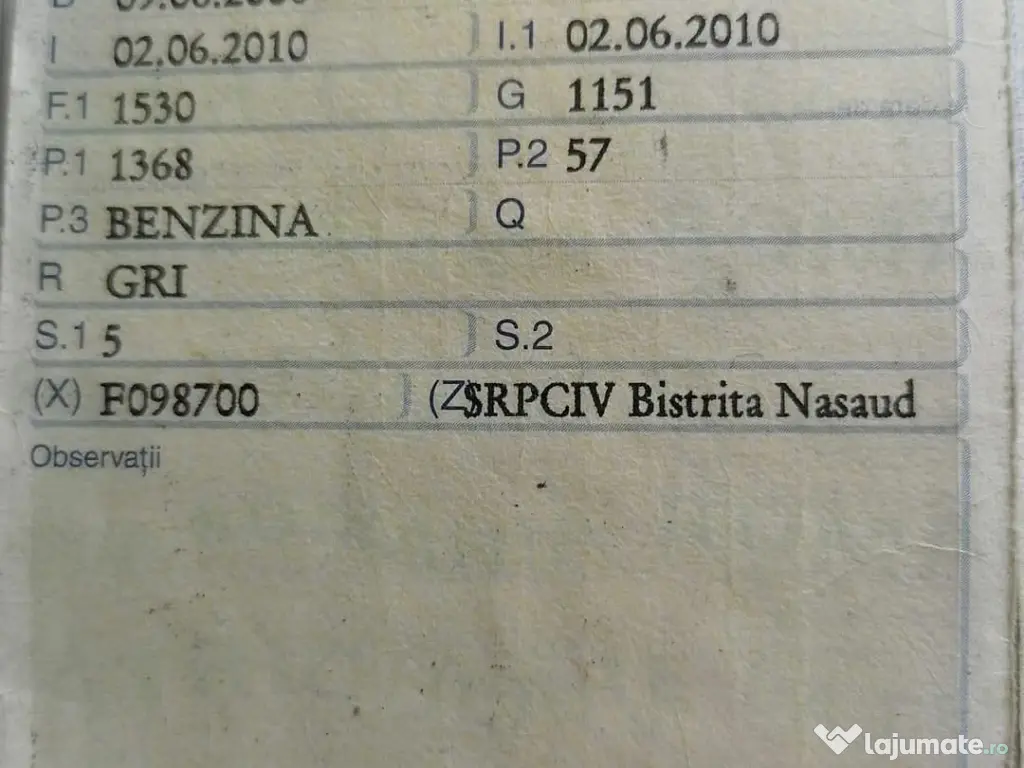 I 02.06.2010 I.1 02.06.2010
F.1 1530 G 1151
P.1 1368 P.2 57
P.3 BENZINA Q
R GRI
S.1 5 S.2
(X) F098700 (Z) SRPCIV Bistrita Nasaud
Observații
lajumate.ro